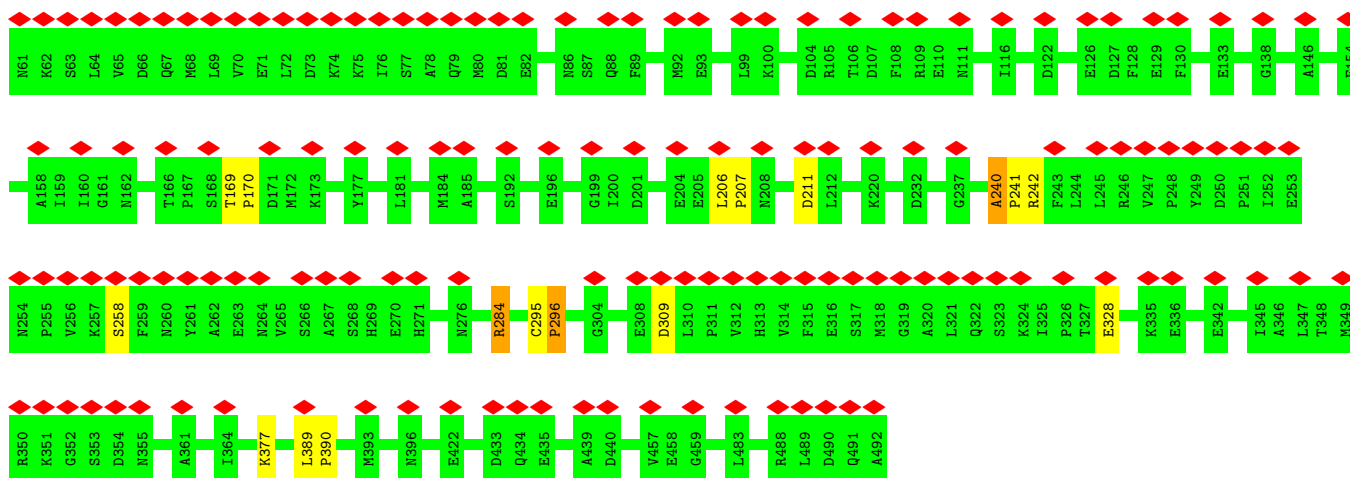 N61 K62 S63 L64 V65 D66 Q67 M68 L69 V70 E71 L72 D73 K74 K75 I76 S77 A78 Q79 M80 D81 E82 N86 S87 Q88 F89 M92 E93 L99 K100 D104 R105 T106 D107 F108 R109 E110 N111 I116 D122 E126 D127 F128 E129 F130 E133 G138 A146
A158 I159 I160 G161 N162 T166 P167 S168 T169 P170 D171 M172 K173 Y177 L181 M184 A185 S192 E196 G199 I200 D201 E204 E205 L206 P207 N208 D211 L212 K220 D232 G237 A240 P241 R242 F243 L244 L245 R246 V247 P248 Y249 D250 P251 I252 E253
N254 P255 V256 K257 S258 F259 N260 Y261 A262 E263 N264 V265 S266 A267 S268 H269 E270 H271 N276 R284 C295 P296 G304 E308 D309 L310 P311 V312 H313 V314 F315 E316 S317 M318 G319 A320 L321 Q322 S323 K324 I325 P326 T327 E328 K335 E336 E342 I345 A346 L347 T348 M349
R350 K351 G352 S353 D354 N355 A361 I364 K377 L389 P390 M393 N396 E422 D433 Q434 E435 A439 D440 V457 E458 G459 L483 R488 L489 D490 Q491 A492